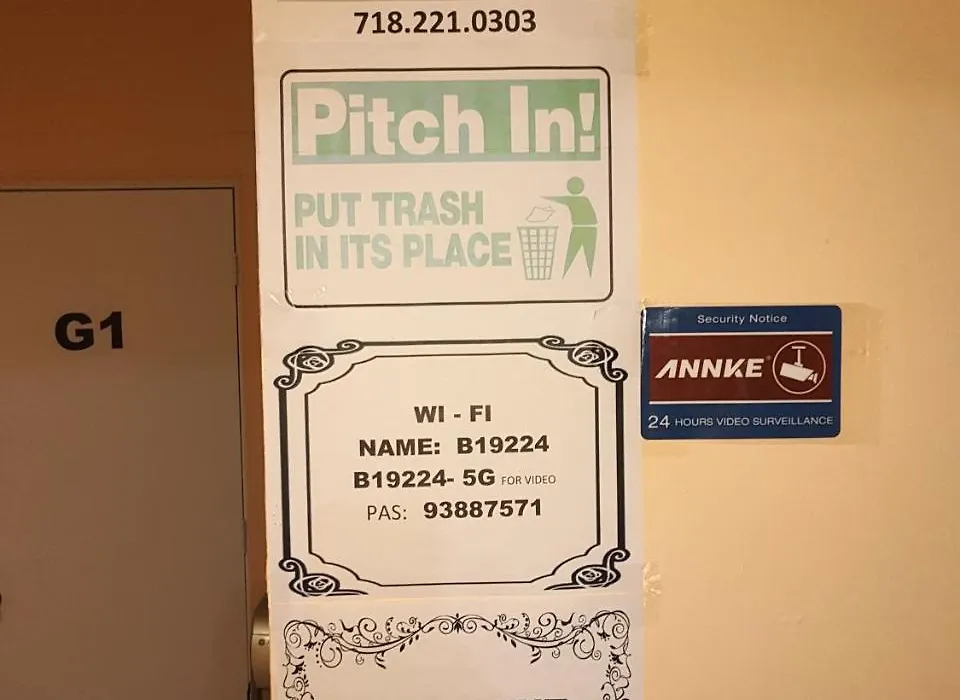 718.221.0303
Pitch In!
PUT TRASH
IN ITS PLACE
G1
WI - FI
NAME: B19224
B19224- 5G FOR VIDEO
PAS: 93887571
Security Notice
ANNKE
24 HOURS VIDEO SURVEILLANCE